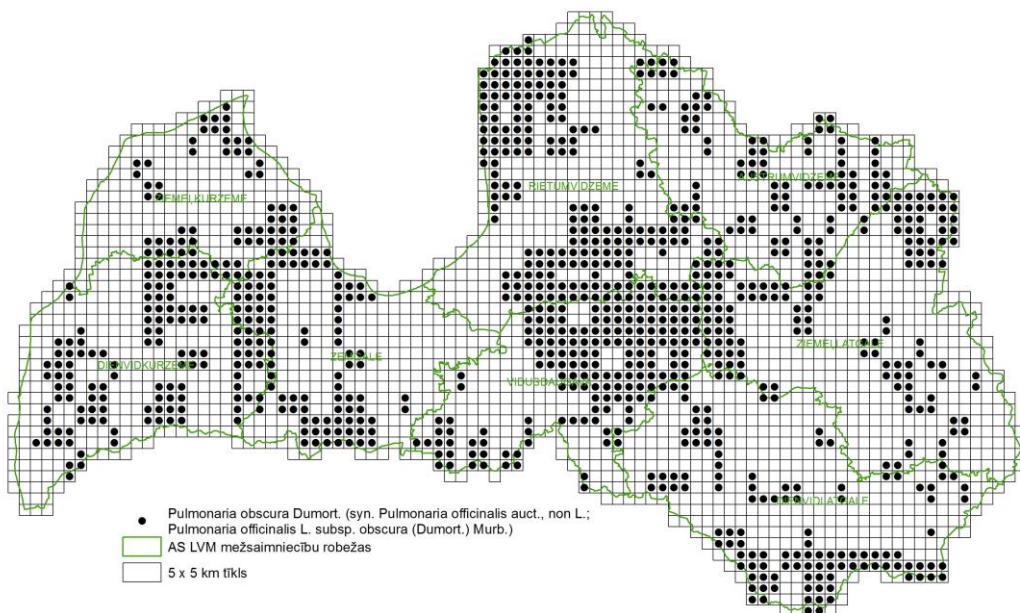 ZIEMEĻKURZEME
RIETUMVIDZEME
AUSTRUMVIDZEME
DIENVIDKURZEME
ZEMGALE
VIDUSDAUGAVA
ZIEMEĻLATGALE
DIENVIDLATGALE
Pulmonaria obscura Dumort. (syn. Pulmonaria officinalis auct., non L.;
Pulmonaria officinalis L. subsp. obscura (Dumort.) Murb.)
AS LVM mežsaimniecību robežas
5 x 5 km tīkls